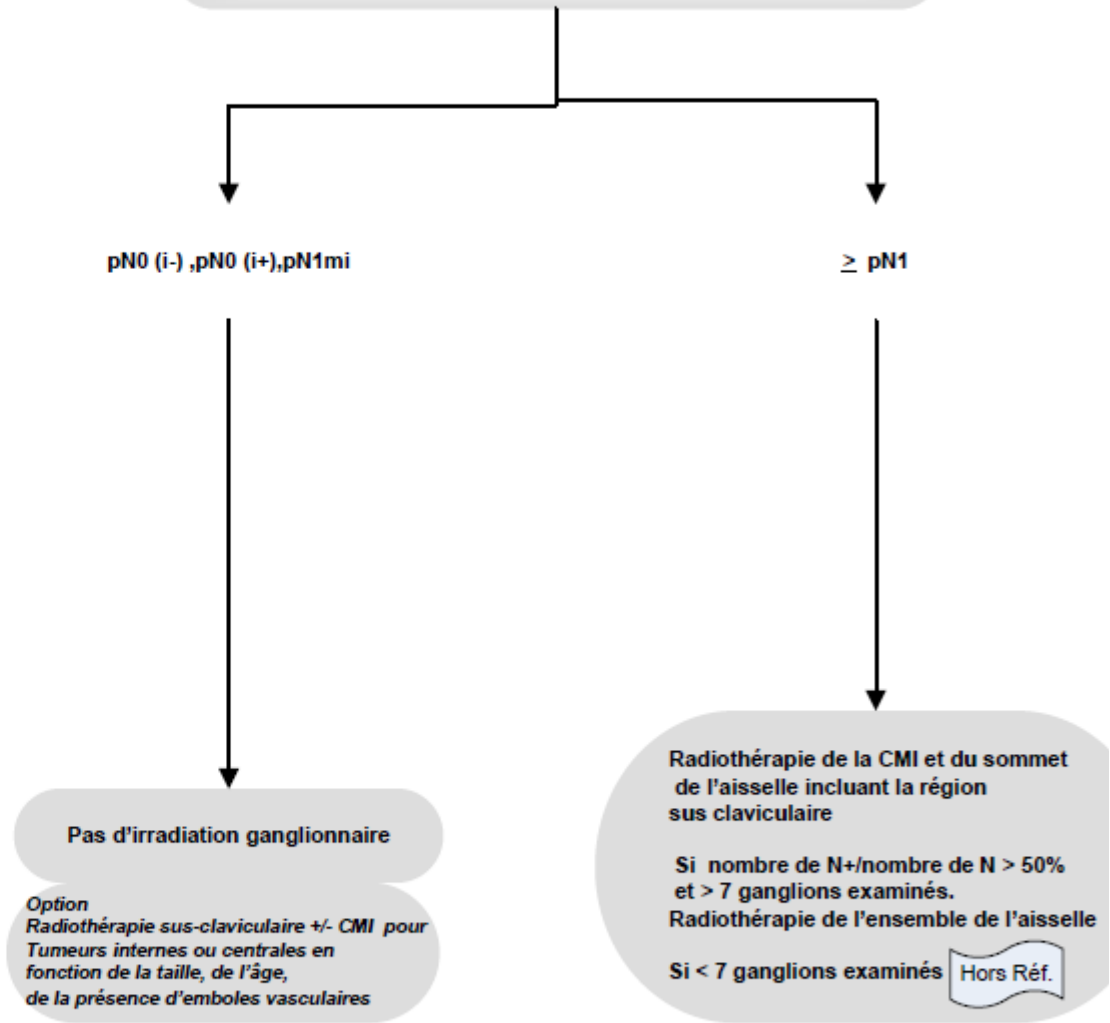 pN0 (i-) ,pN0 (i+),pN1mi
≥ pN1
Pas d'irradiation ganglionnaire
Option
Radiothérapie sus-claviculaire +/- CMI pour
Tumeurs internes ou centrales en
fonction de la taille, de l'âge,
de la présence d'emboles vasculaires
Radiothérapie de la CMI et du sommet
de l'aisselle incluant la région
sus claviculaire
Si nombre de N+/nombre de N > 50%
et > 7 ganglions examinés.
Radiothérapie de l'ensemble de l'aisselle
Si < 7 ganglions examinés Hors Réf.